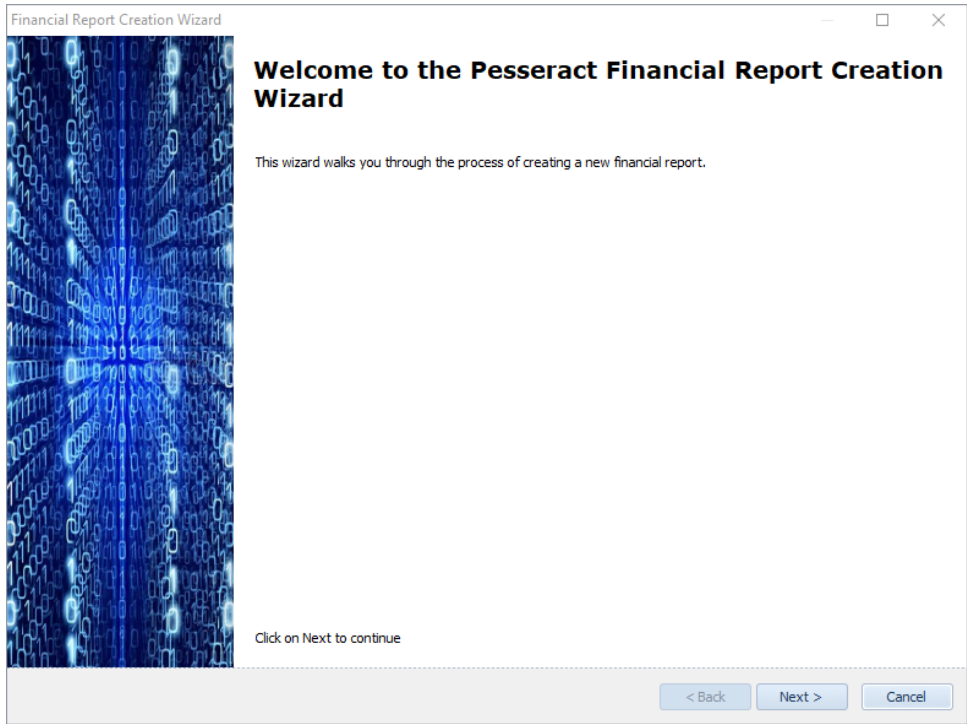 Financial Report Creation Wizard
Welcome to the Pesseract Financial Report Creation
Wizard
This wizard walks you through the process of creating a new financial report.
Click on Next to continue
< Back
Next >
Cancel